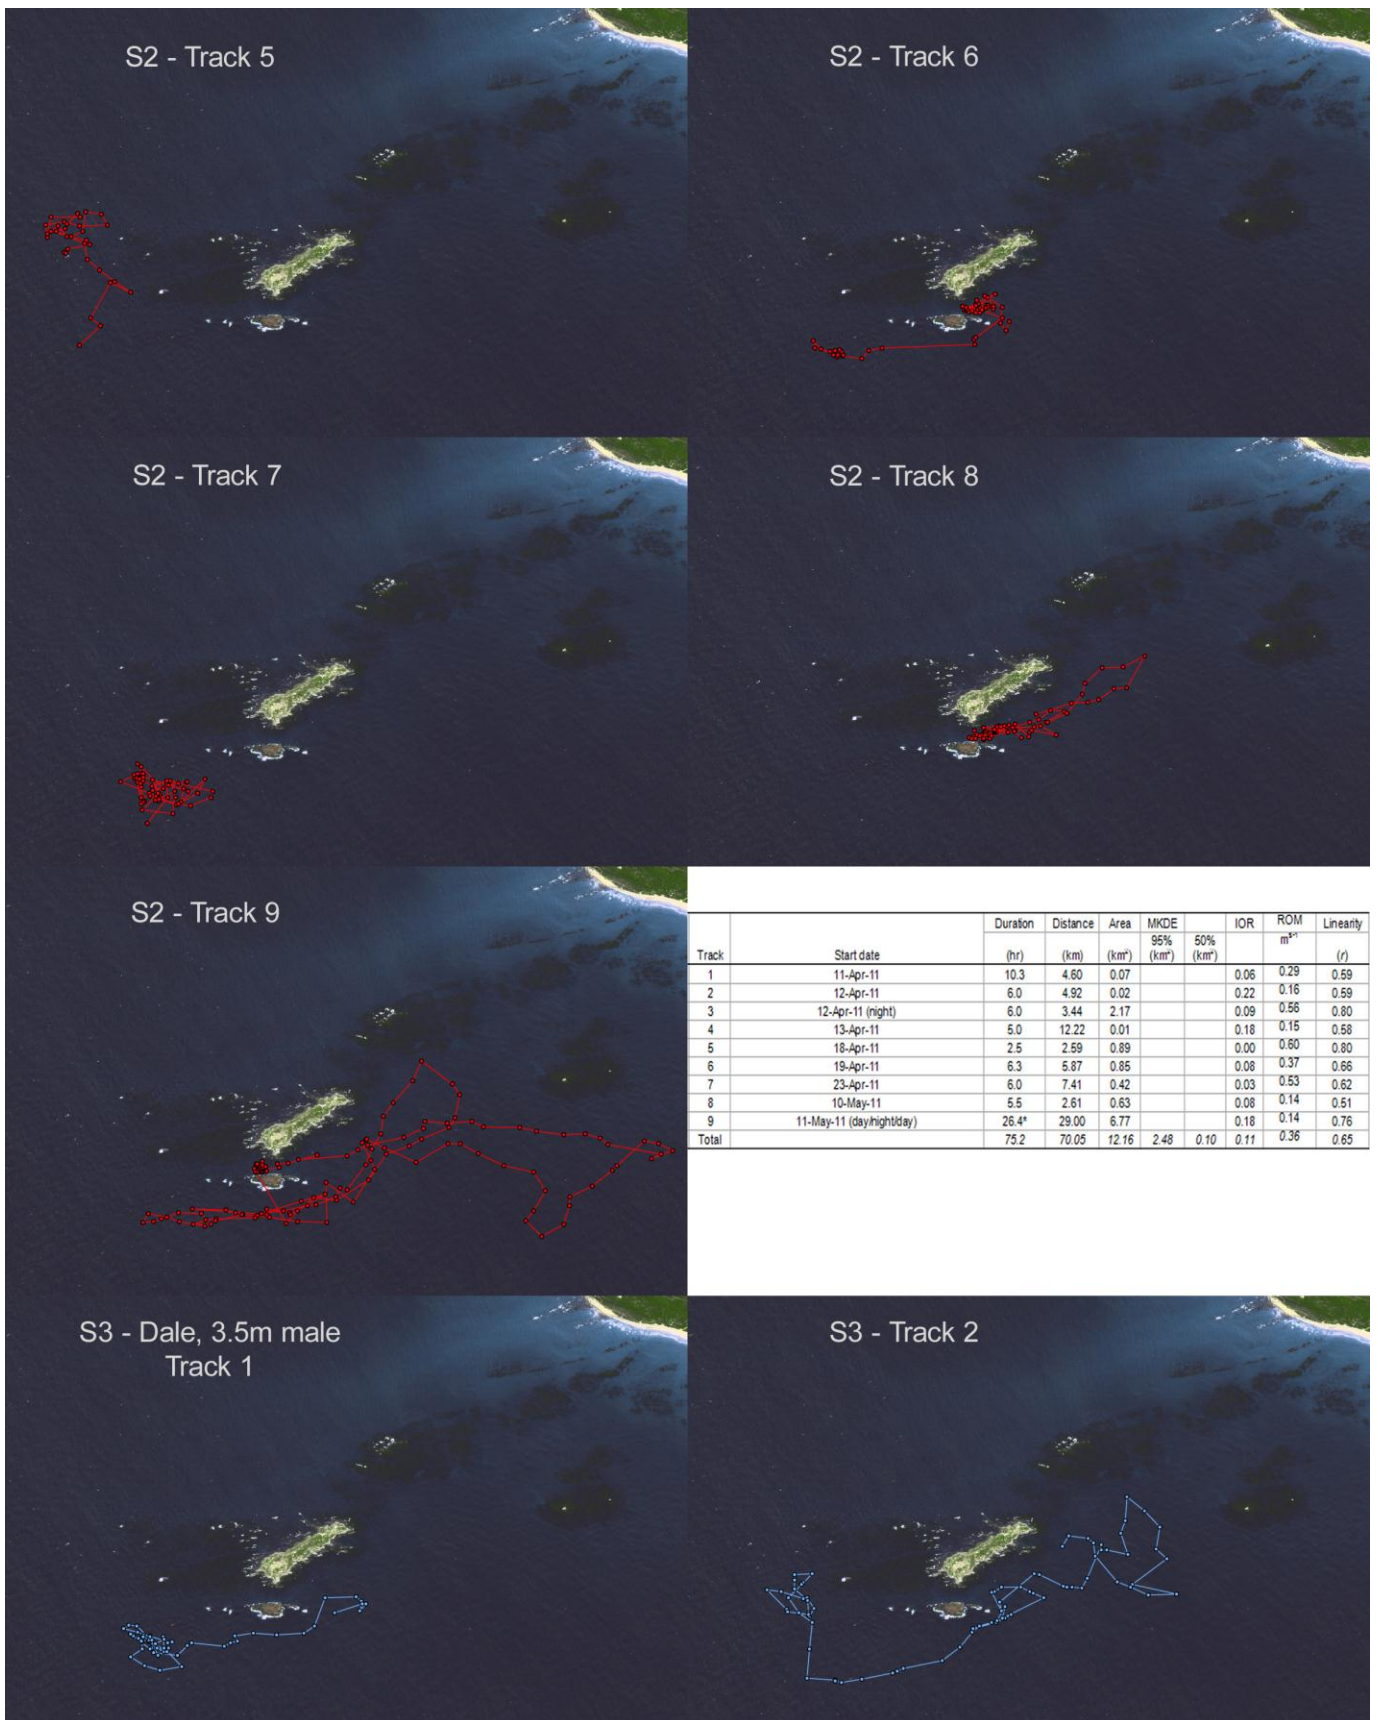 S2 - Track 5
S2 - Track 6
S2 - Track 7
S2 - Track 8
S2 - Track 9
Duration Distance Area MKDE IOR ROM Linearity
95% 50% m^s-1
Track Start date (hr) (km) (km²) (km²) (km²) (r)
1 11-Apr-11 10.3 4.60 0.07 0.06 0.29 0.59
2 12-Apr-11 6.0 4.92 0.02 0.22 0.16 0.59
3 12-Apr-11 (night) 6.0 3.44 2.17 0.09 0.56 0.80
4 13-Apr-11 5.0 12.22 0.01 0.18 0.15 0.58
5 18-Apr-11 2.5 2.59 0.89 0.00 0.60 0.80
6 19-Apr-11 6.3 5.87 0.85 0.08 0.37 0.66
7 23-Apr-11 6.0 7.41 0.42 0.03 0.53 0.62
8 10-May-11 5.5 2.61 0.63 0.08 0.14 0.51
9 11-May-11 (day/night/day) 26.4* 29.00 6.77 0.18 0.14 0.76
Total 75.2 70.05 12.16 2.48 0.10 0.11 0.36 0.65
S3 - Dale, 3.5m male
Track 1
S3 - Track 2